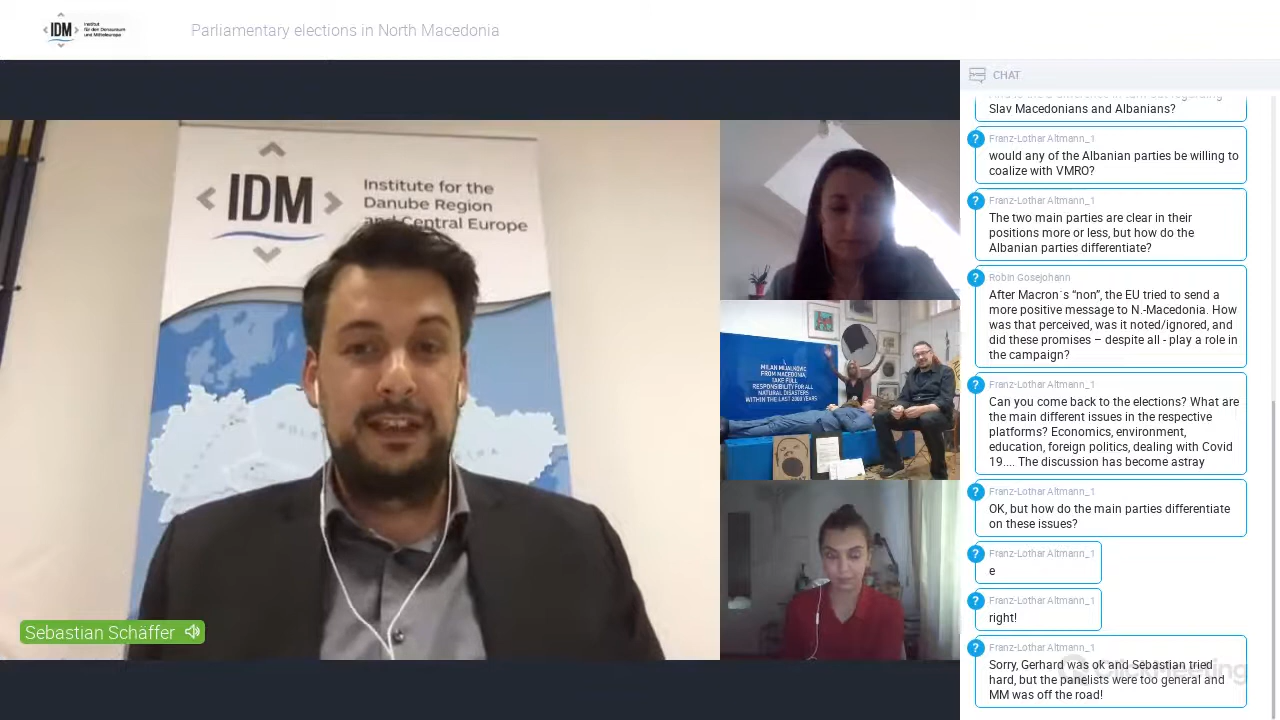 IDM
Institut
für den Donauraum
und Mitteleuropa
Parliamentary elections in North Macedonia
IDM
Institute for the
Danube Region
and Central Europe
Sebastian Schäffer
MILAN MIJALKOVIC
FROM MACEDONIA,
TAKE FULL
RESPONSIBILITY FOR ALL
NATURAL DISASTERS
WITHIN THE LAST 2000 YEARS
CHAT
Slav Macedonians and Albanians?
Franz-Lothar Altmann_1
would any of the Albanian parties be willing to
coalize with VMRO?
Franz-Lothar Altmann_1
The two main parties are clear in their
positions more or less, but how do the
Albanian parties differentiate?
Robin Gosejohann
After Macron´s “non”, the EU tried to send a
more positive message to N.-Macedonia. How
was that perceived, was it noted/ignored, and
did these promises – despite all - play a role in
the campaign?
Franz-Lothar Altmann_1
Can you come back to the elections? What were
the main different issues in the respective
platforms? Economics, environment,
education, foreign politics, dealing with Covid
19.... The discussion has become astray
Franz-Lothar Altmann_1
OK, but how do the main parties differentiate
on these issues?
Franz-Lothar Altmann_1
e
Franz-Lothar Altmann_1
right!
Franz-Lothar Altmann_1
Sorry, Gerhard was ok and Sebastian tried
hard, but the panelists were too general and
MM was off the road!